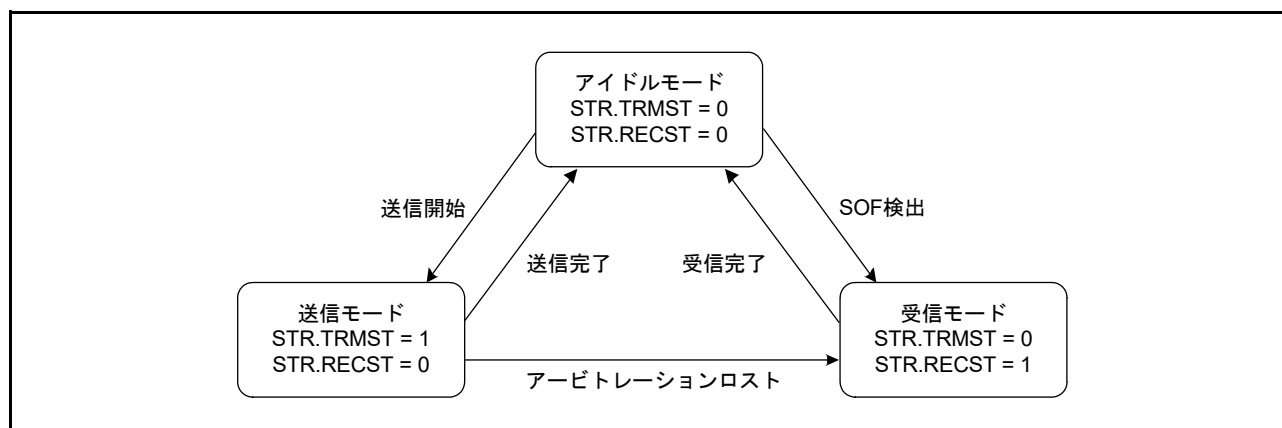 アイドルモード
STR.TRMST = 0
STR.RECST = 0
送信開始
SOF検出
送信完了
受信完了
送信モード
STR.TRMST = 1
STR.RECST = 0
受信モード
STR.TRMST = 0
STR.RECST = 1
アービトレーションロスト